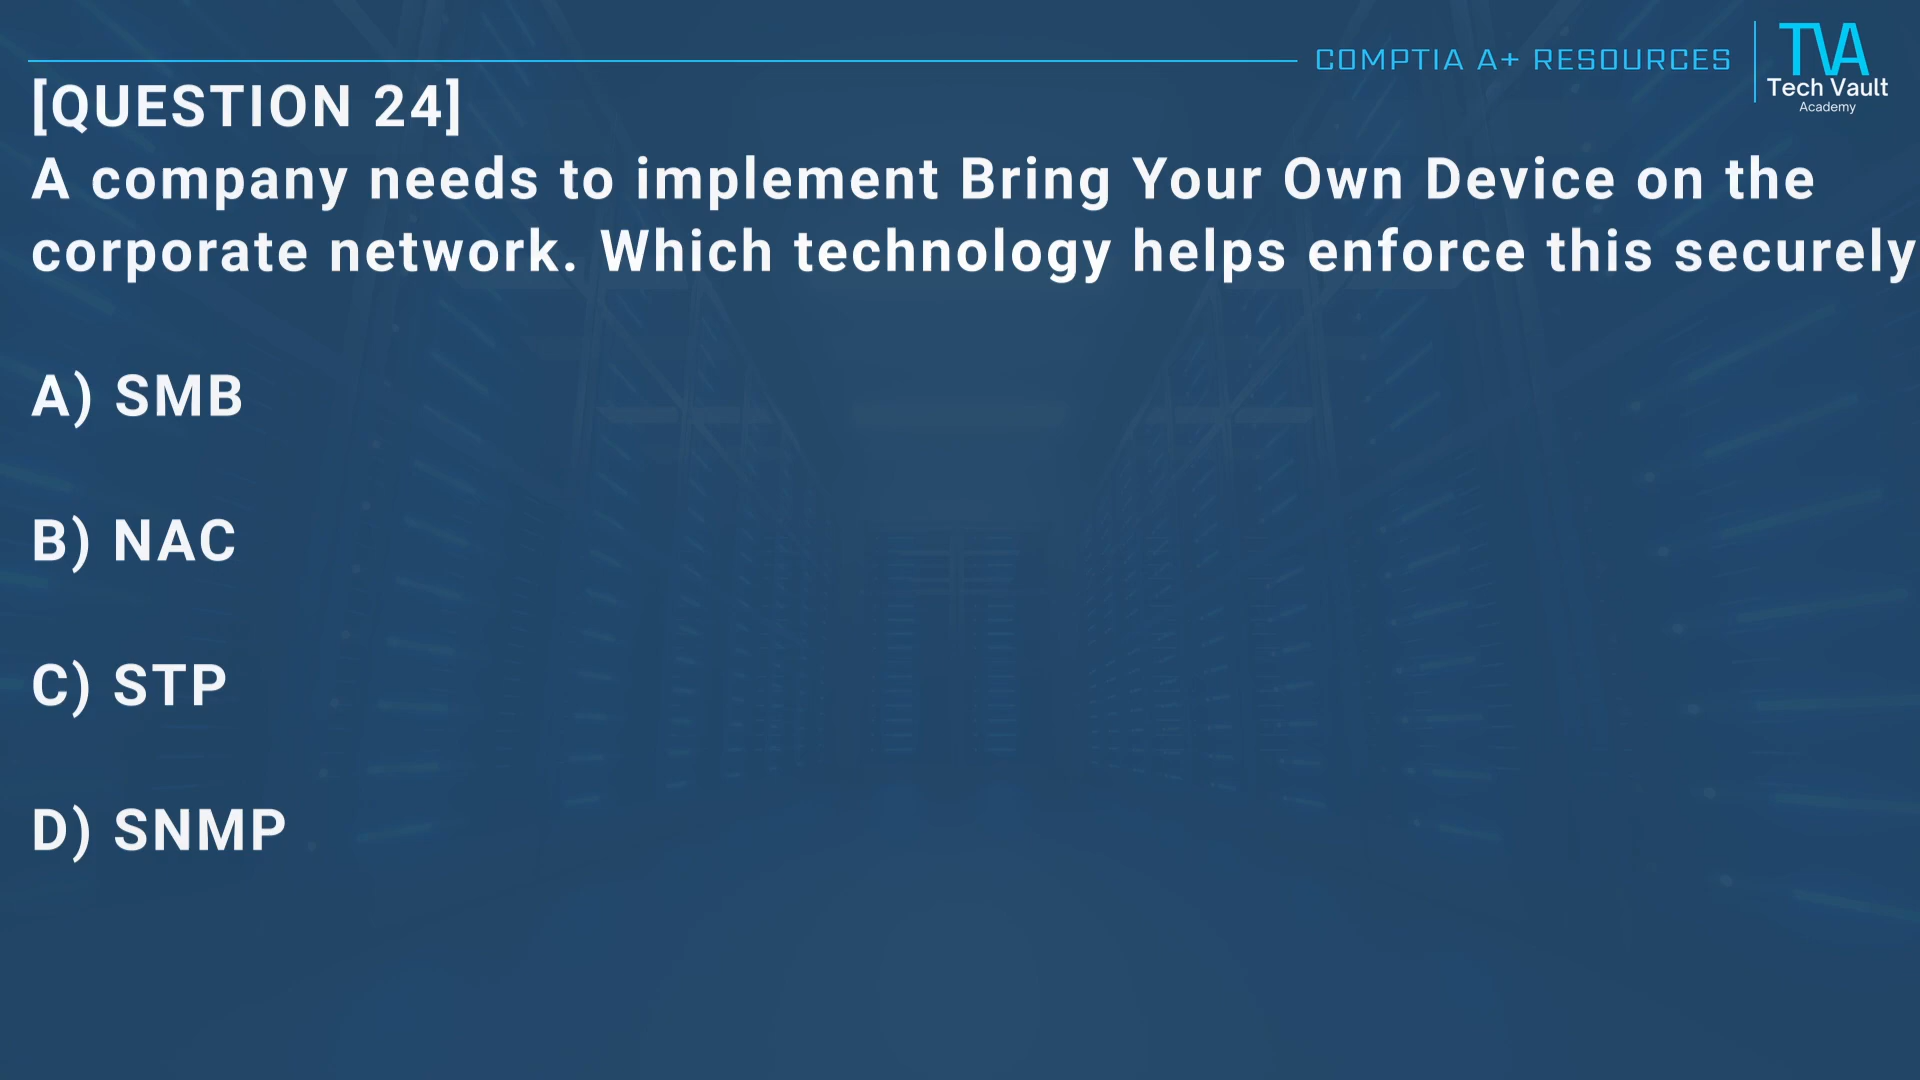 COMPTIA A+ RESOURCES
TVA
Tech Vault
Academy
[QUESTION 24]
A company needs to implement Bring Your Own Device on the
corporate network. Which technology helps enforce this securely
A) SMB
B) NAC
C) STP
D) SNMP